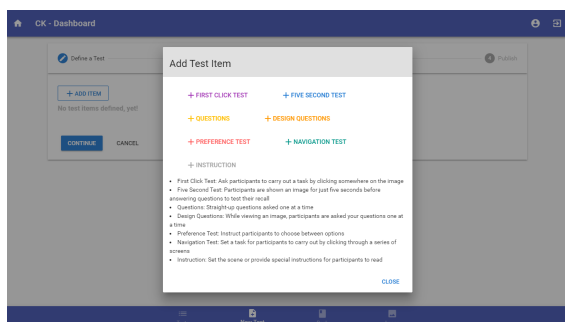 CK - Dashboard
Define a Test
Publish
Add Test Item
+ FIRST CLICK TEST
+ FIVE SECOND TEST
+ QUESTIONS
+ DESIGN QUESTIONS
+ PREFERENCE TEST
+ NAVIGATION TEST
+ INSTRUCTION
+ ADD ITEM
No test items defined, yet!
CONTINUE
CANCEL
• First Click Test: Ask participants to carry out a task by clicking somewhere on the image
• Five Second Test: Participants are shown an image for just five seconds before
answering questions to test their recall
• Questions: Straight-up questions asked one at a time
• Design Questions: While viewing an image, participants are asked your questions one at
a time
• Preference Test: Instruct participants to choose between options
• Navigation Test: Set a task for participants to carry out by clicking through a series of
screens
• Instruction: Set the scene or provide special instructions for participants to read
CLOSE
New Test